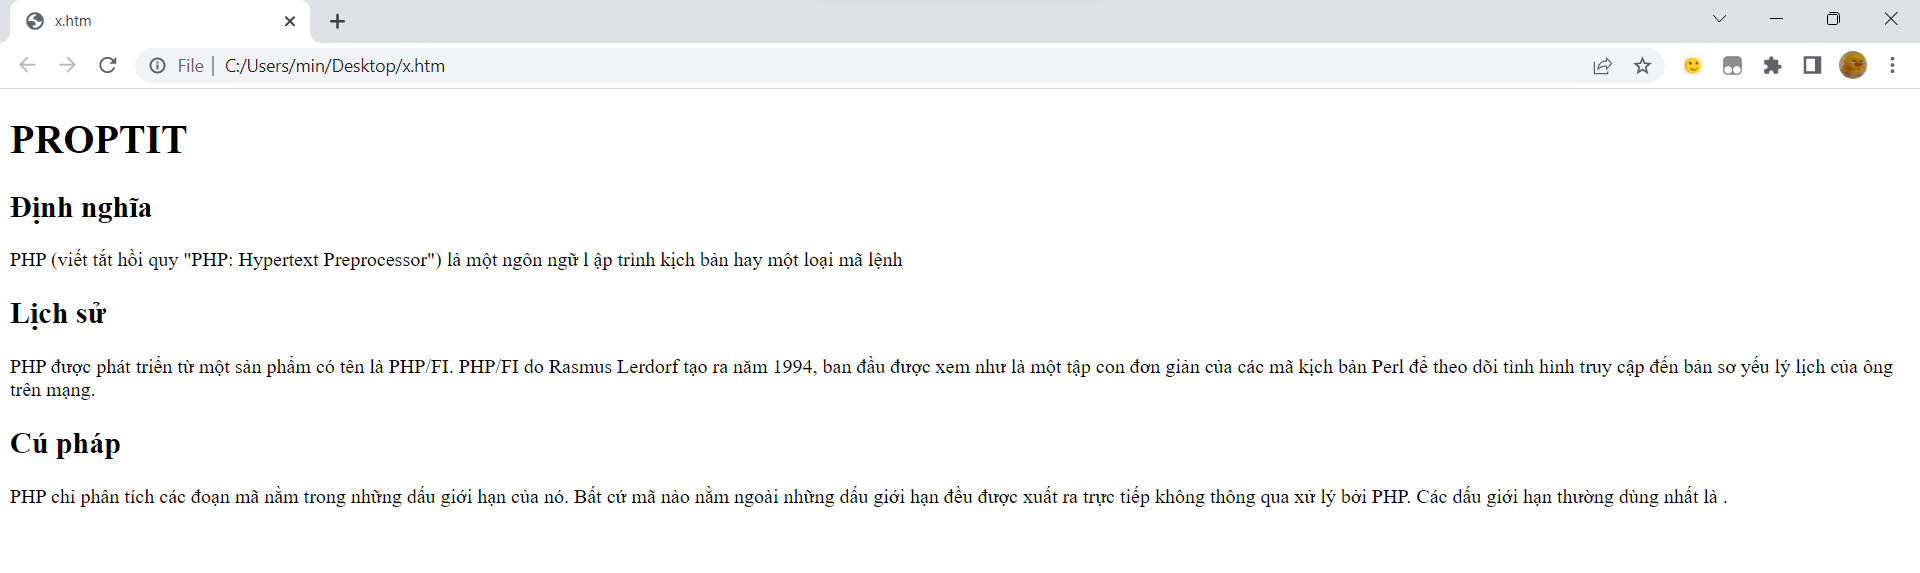 x.htm
File
C:/Users/min/Desktop/x.htm
PROPTIT
Định nghĩa
PHP (viết tắt hồi quy "PHP: Hypertext Preprocessor") là một ngôn ngữ l ập trình kịch bản hay một loại mã lệnh
Lịch sử
PHP được phát triển từ một sản phẩm có tên là PHP/FI. PHP/FI do Rasmus Lerdorf tạo ra năm 1994, ban đầu được xem như là một tập con đơn giản của các mã kịch bản Perl để theo dõi tình hình truy cập đến bản sơ yếu lý lịch của ông
trên mạng.
Cú pháp
PHP chỉ phân tích các đoạn mã nằm trong những dấu giới hạn của nó. Bất cứ mã nào nằm ngoài những dấu giới hạn đều được xuất ra trực tiếp không thông qua xử lý bởi PHP. Các dấu giới hạn thường dùng nhất là .